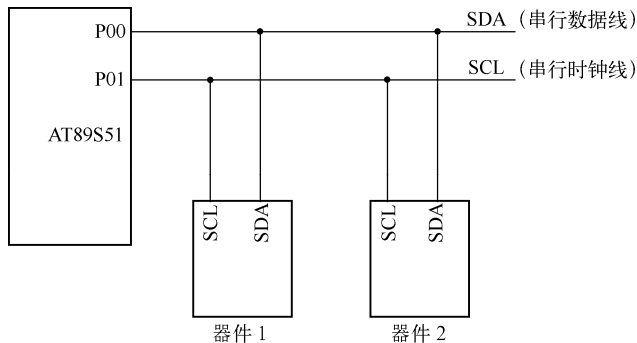 P00
SDA（串行数据线）
P01
SCL（串行时钟线）
AT89S51
SCL
SDA
SCL
SDA
器件 1
器件 2